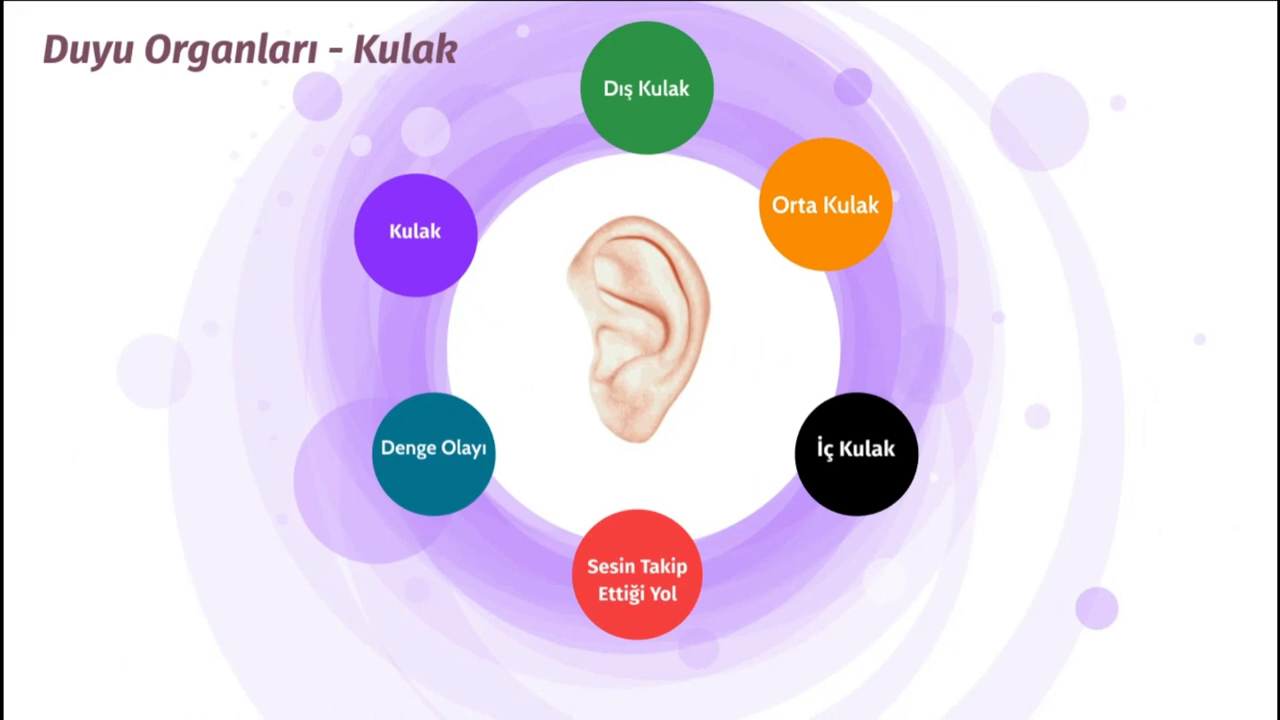 Duyu Organları - Kulak
Dış Kulak
Orta Kulak
Kulak
Denge Olayı
İç Kulak
Sesin Takip
Ettiği Yol